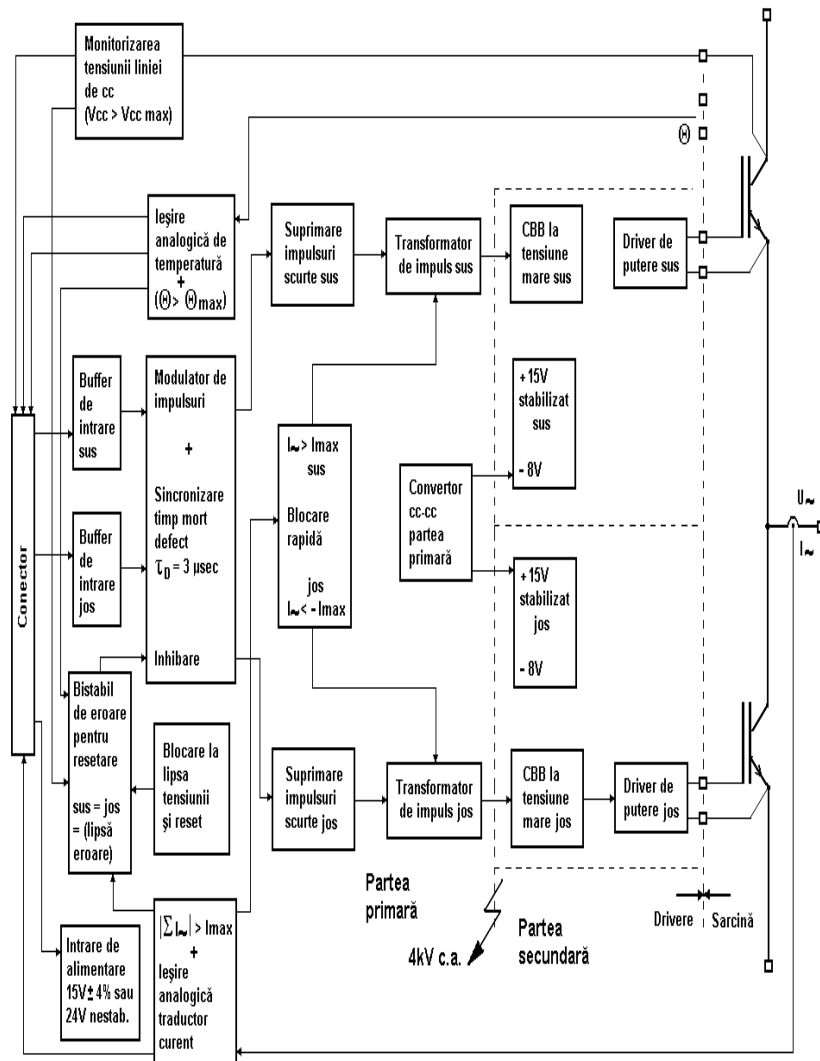 Monitorizarea
tensiunii liniei
de cc
(Vcc > Vcc max)
Θ
Ieşire
analogică de
temperatură
+
(Θ> Θmax)
Suprimare
impulsuri
scurte sus
Transformator
de impuls sus
CBB la
tensiune
mare sus
Driver de
putere sus
Buffer
de
intrare
sus
Modulator de
impulsuri
+
Sincronizare
timp mort
defect
τD = 3 µsec
Inhibare
I~ > Imax
sus
Blocare
rapidă
jos
I~ < - Imax
Convertor
cc-cc
partea
primară
+ 15V
stabilizat
sus
- 8V
U~
I~
Conector
Buffer
de
intrare
jos
+ 15V
stabilizat
jos
- 8V
Bistabil
de eroare
pentru
resetare
sus = jos
= (lipsă
eroare)
Blocare la
lipsa
tensiunii
şi reset
Suprimare
impulsuri
scurte jos
Transformator
de impuls jos
CBB la
tensiune
mare jos
Driver de
putere jos
Partea
primară
4kV c.a.
Partea
secundară
Drivere
Sarcină
Intrare de
alimentare
15V± 4% sau
24V nestab.
|∑ I~| > Imax
+
Ieşire
analogică
traductor
curent